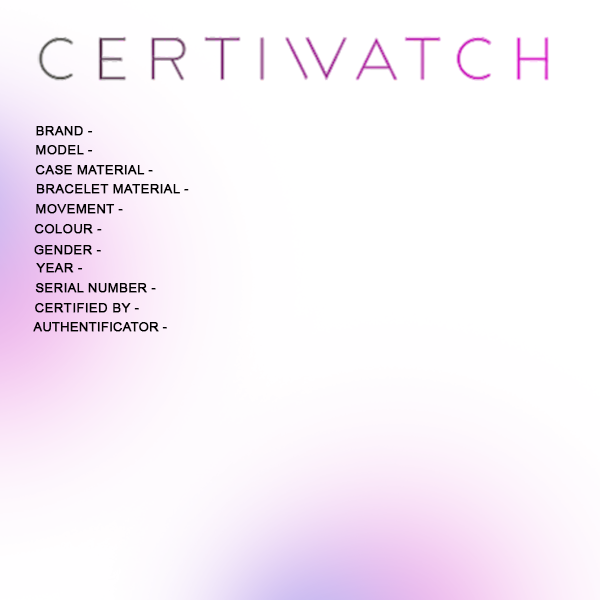 CERTIWATCH
BRAND -
MODEL -
CASE MATERIAL -
BRACELET MATERIAL -
MOVEMENT -
COLOUR -
GENDER -
YEAR -
SERIAL NUMBER -
CERTIFIED BY -
AUTHENTIFICATOR -